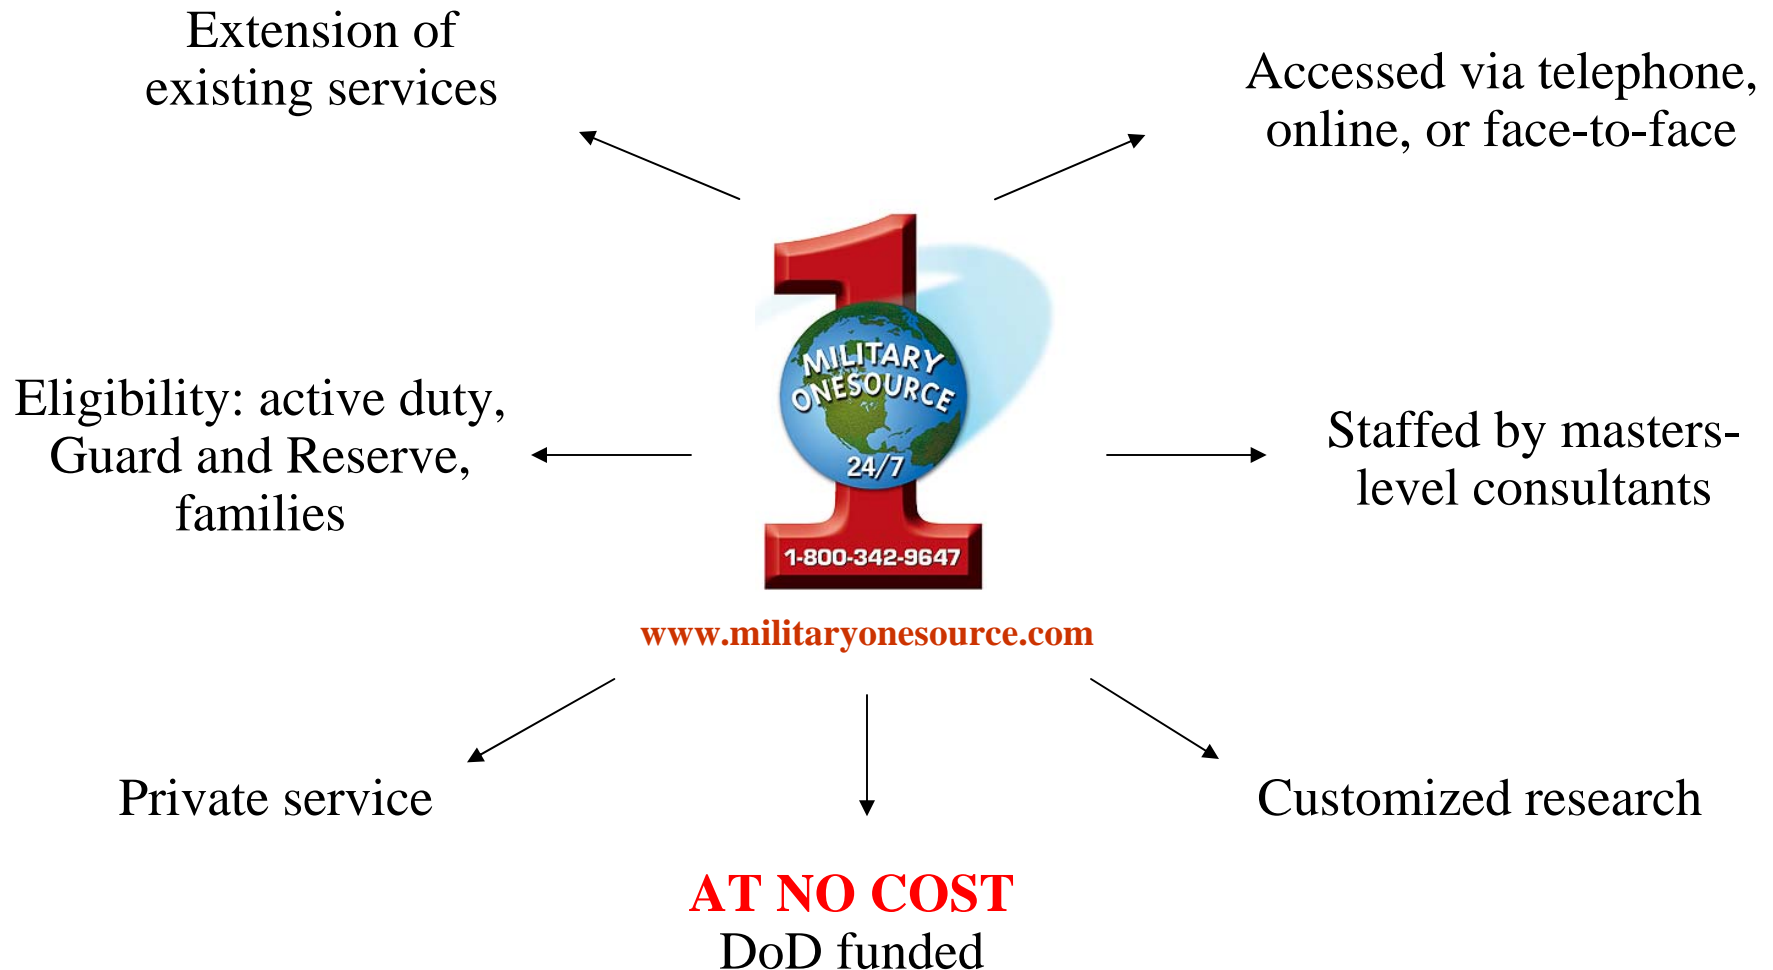 Extension of
existing services
Accessed via telephone,
online, or face-to-face
MILITARY
ONESOURCE
24/7
1-800-342-9647
www.militaryonesource.com
Eligibility: active duty,
Guard and Reserve,
families
Staffed by masters-
level consultants
Private service
Customized research
AT NO COST
DoD funded